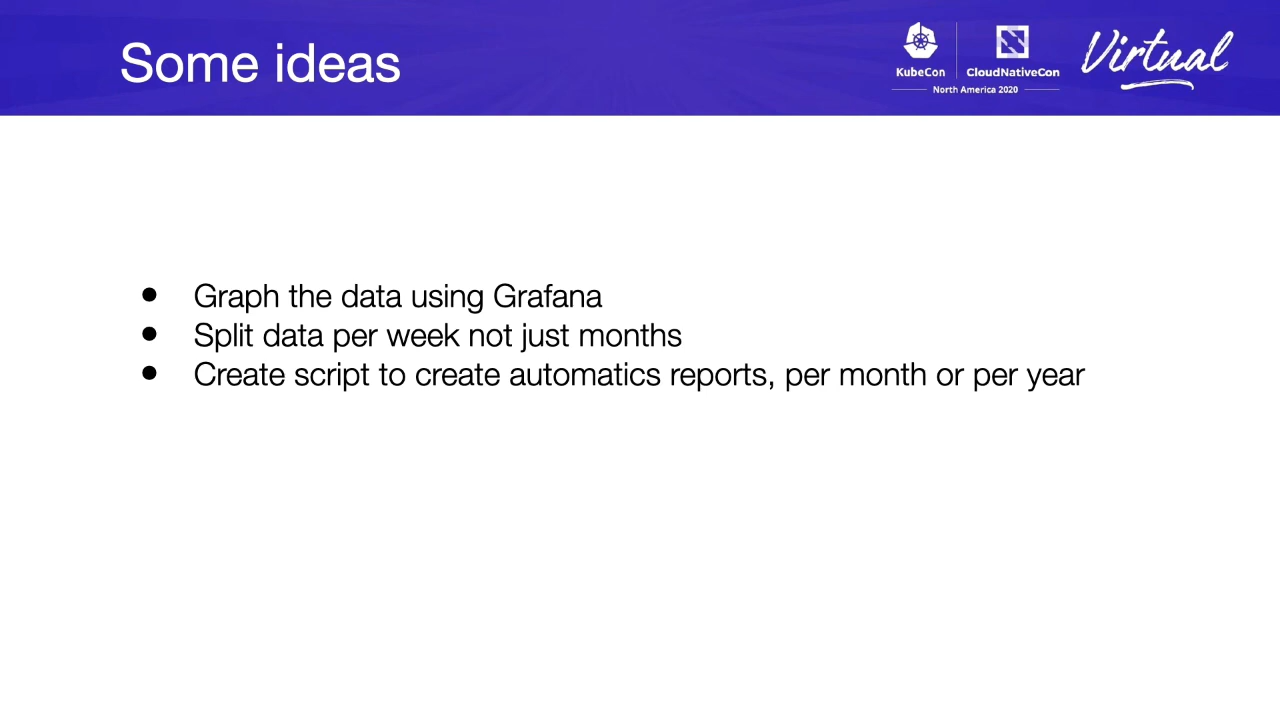 Some ideas
KubeCon
CloudNativeCon
North America 2020
Virtual
● Graph the data using Grafana
● Split data per week not just months
● Create script to create automatics reports, per month or per year